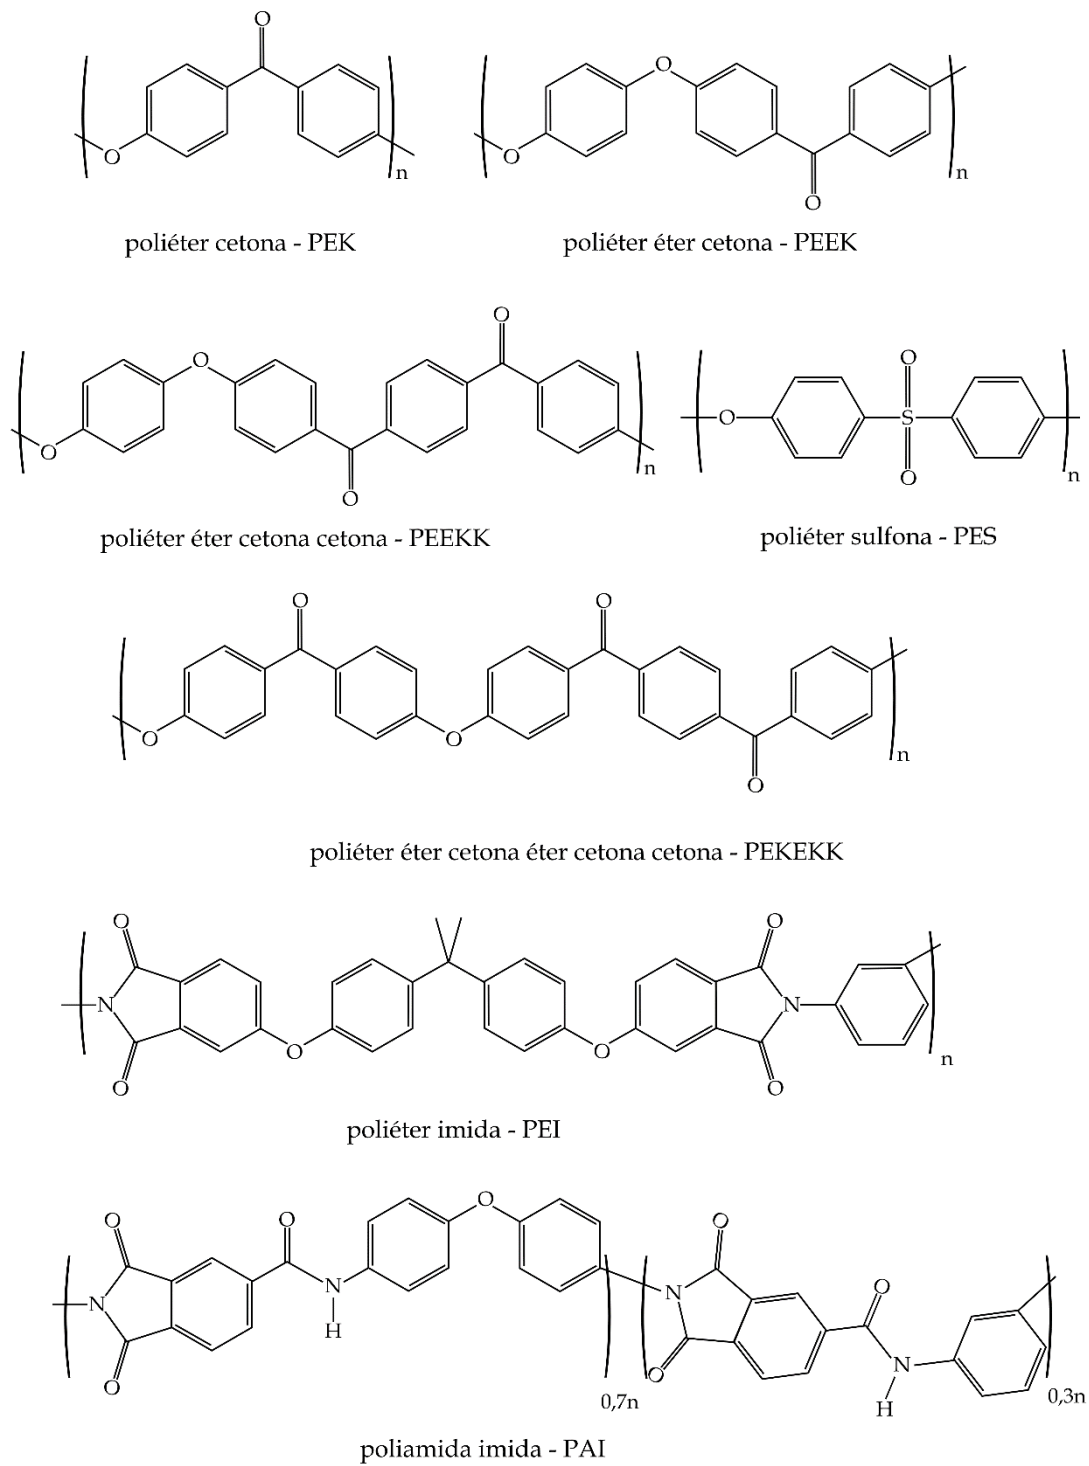 O
O
O
n
poliéter cetona - PEK
O
O
O
n
poliéter éter cetona - PEEK
O
O
O
O
n
poliéter éter cetona cetona - PEEKK
O
O
S
O
n
poliéter sulfona - PES
O
O
O
O
O
n
poliéter éter cetona éter cetona cetona - PEKEKK
O
O
N
N
O
O
O
O
n
poliéter imida - PEI
O
O
O
O
N
N
H
O
0,7n
O
N
O
O
N
H
0,3n
poliamida imida - PAI